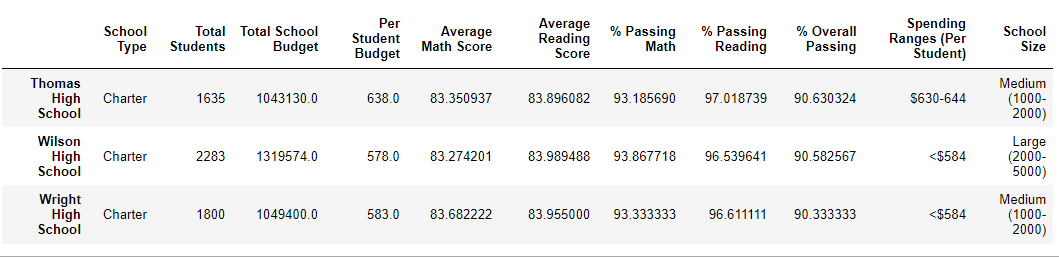 School Type Total Students Total School Budget Per Student Budget Average Math Score Average Reading Score % Passing Math % Passing Reading % Overall Passing Spending Ranges (Per Student) School Size
Thomas High School Charter 1635 1043130.0 638.0 83.350937 83.896082 93.185690 97.018739 90.630324 $630-644 Medium (1000-2000)
Wilson High School Charter 2283 1319574.0 578.0 83.274201 83.989488 93.867718 96.539641 90.582567 <$584 Large (2000-5000)
Wright High School Charter 1800 1049400.0 583.0 83.682222 83.955000 93.333333 96.611111 90.333333 <$584 Medium (1000-2000)